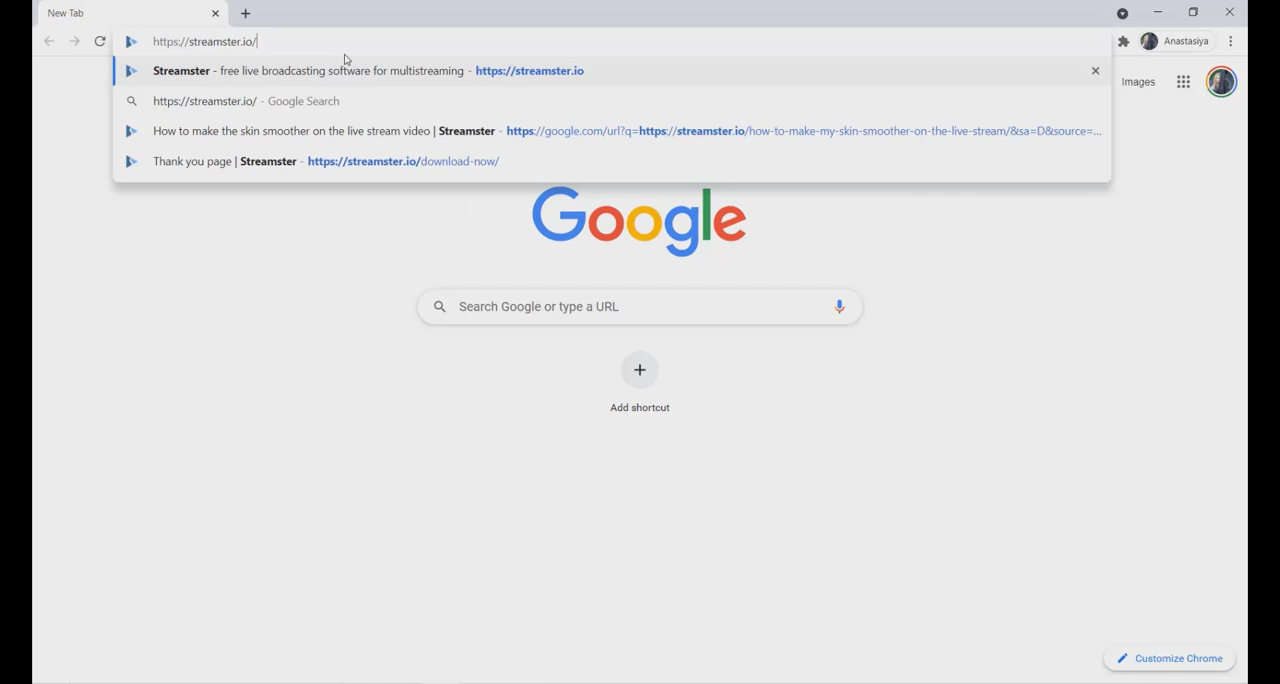 New Tab
https://streamster.io/
Anastasiya
Streamster - free live broadcasting software for multistreaming - https://streamster.io
https://streamster.io/ - Google Search
How to make the skin smoother on the live stream video | Streamster - https://google.com/url?q=https://streamster.io/how-to-make-my-skin-smoother-on-the-live-stream/&sa=D&source=...
Thank you page | Streamster - https://streamster.io/download-now/
Images
Google
Search Google or type a URL
Add shortcut
Customize Chrome